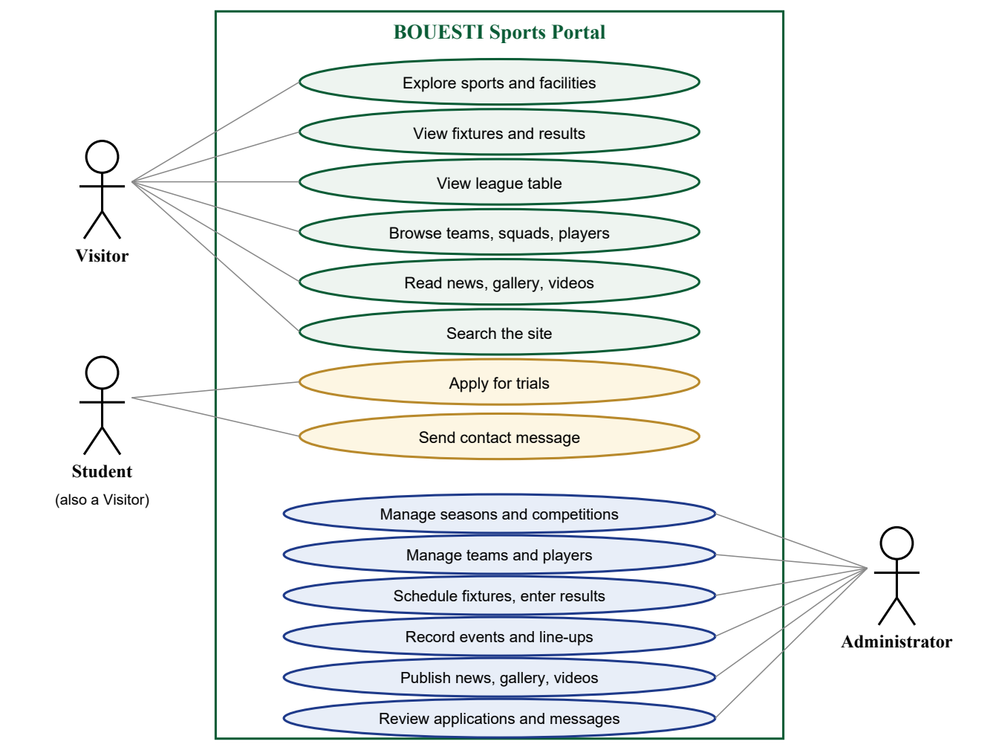 BOUESTI Sports Portal
Explore sports and facilities
View fixtures and results
View league table
Browse teams, squads, players
Read news, gallery, videos
Search the site
Apply for trials
Send contact message
Visitor
Student
(also a Visitor)
Manage seasons and competitions
Manage teams and players
Schedule fixtures, enter results
Record events and line-ups
Publish news, gallery, videos
Review applications and messages
Administrator